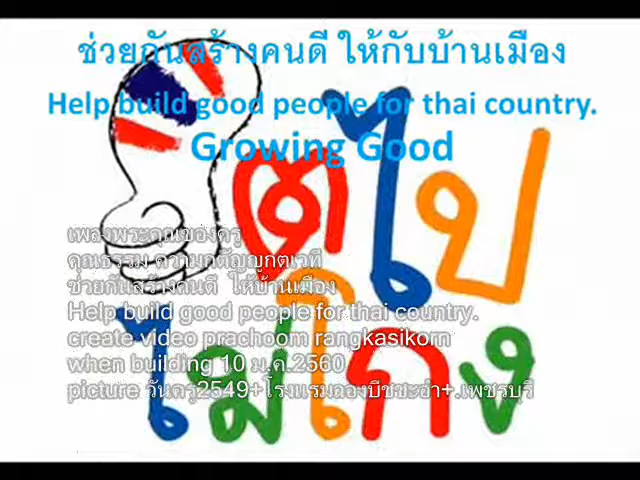 ช่วยกันสร้างคนดี ให้กับบ้านเมือง
Help build good people for thai country.
Growing Good
โตไป
ไม่โกง
เพลงพระคุณของครู
คุณธรรม ความกตัญญูกตเวที
ช่วยกันสร้างคนดี ให้บ้านเมือง
Help build good people for thai country.
create video prachoom rangkasikorn
when building 10 ม.ค.2560
picture วันครู2549+โรงแรมลองบีชชะอำ+.เพชรบุรี